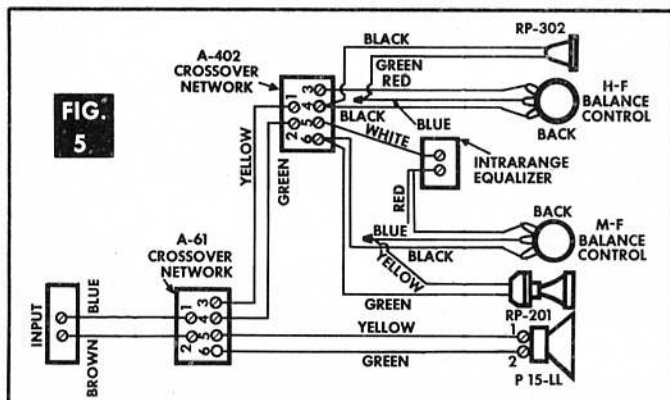 FIG.
5
A-402
CROSSOVER
NETWORK
1
2
3
4
5
6
BLACK
GREEN
RED
BLACK
BLUE
WHITE
RP-302
H-F
BALANCE
CONTROL
BACK
INTRARANGE
EQUALIZER
YELLOW
GREEN
RED
BACK
M-F
BALANCE
CONTROL
BLUE
BLACK
YELLOW
GREEN
RP-201
A-61
CROSSOVER
NETWORK
1
2
3
4
5
6
INPUT
BLUE
BROWN
YELLOW
GREEN
1
2
P 15-LL